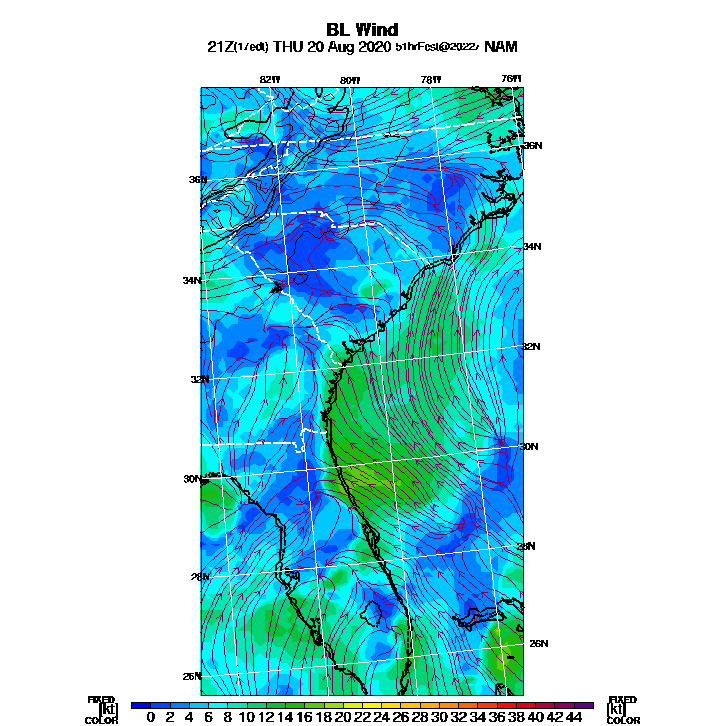 BL Wind
21Z(17edt) THU 20 Aug 2020 51hrFcst@2022z NAM
82W 80W 78W 76W
36N
36N
34N
34N
32N
32N
30N
30N
28N
28N
26N
26N
FIXED FIXED
[kt] 0 2 4 6 8 10 12 14 16 18 20 22 24 26 28 30 32 34 36 38 40 42 44 [kt]
COLOR COLOR